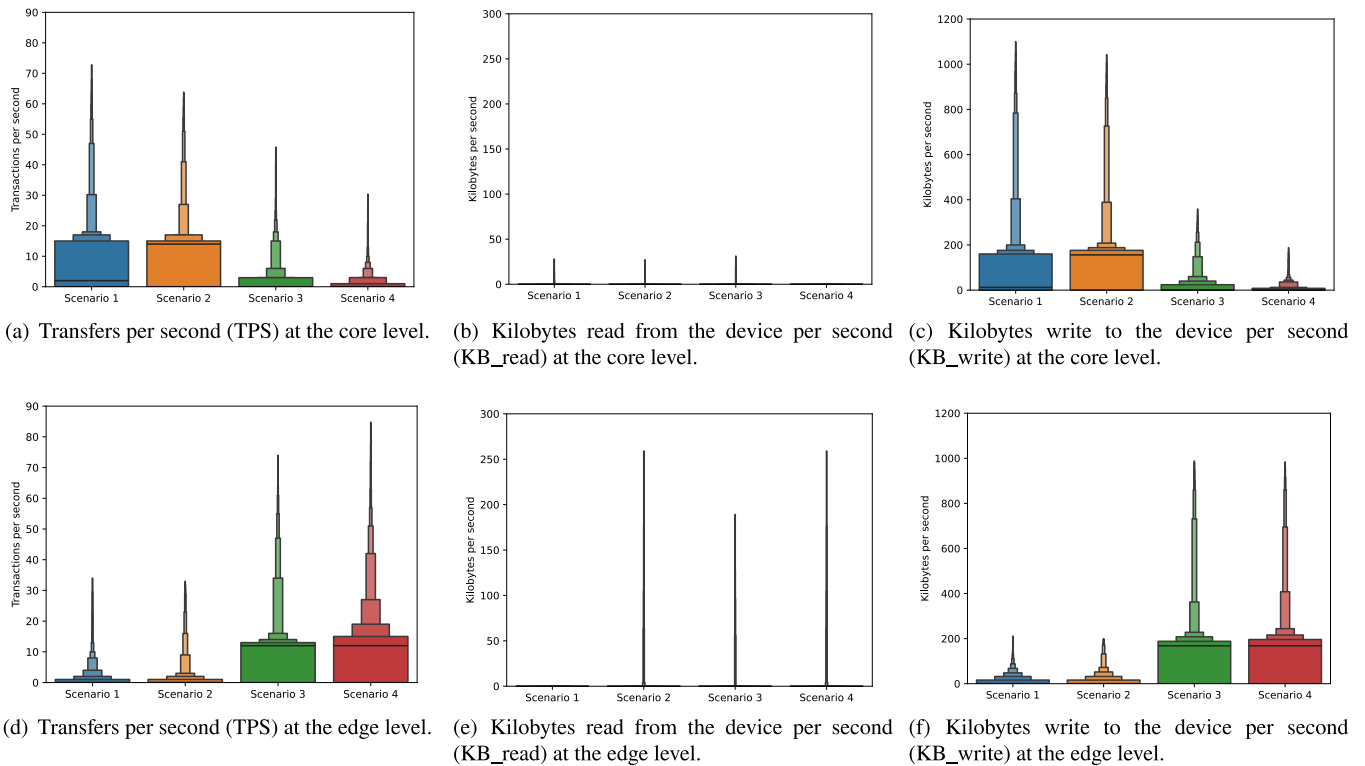 90
80
70
60
50
40
30
20
10
0
Transactions per second
Scenario 1 Scenario 2 Scenario 3 Scenario 4
(a) Transfers per second (TPS) at the core level.
300
250
200
150
100
50
0
Kilobytes per second
Scenario 1 Scenario 2 Scenario 3 Scenario 4
(b) Kilobytes read from the device per second
(KB_read) at the core level.
1200
1000
800
600
400
200
0
Kilobytes per second
Scenario 1 Scenario 2 Scenario 3 Scenario 4
(c) Kilobytes write to the device per second
(KB_write) at the core level.
90
80
70
60
50
40
30
20
10
0
Transactions per second
Scenario 1 Scenario 2 Scenario 3 Scenario 4
(d) Transfers per second (TPS) at the edge level.
300
250
200
150
100
50
0
Kilobytes per second
Scenario 1 Scenario 2 Scenario 3 Scenario 4
(e) Kilobytes read from the device per second
(KB_read) at the edge level.
1200
1000
800
600
400
200
0
Kilobytes per second
Scenario 1 Scenario 2 Scenario 3 Scenario 4
(f) Kilobytes write to the device per second
(KB_write) at the edge level.